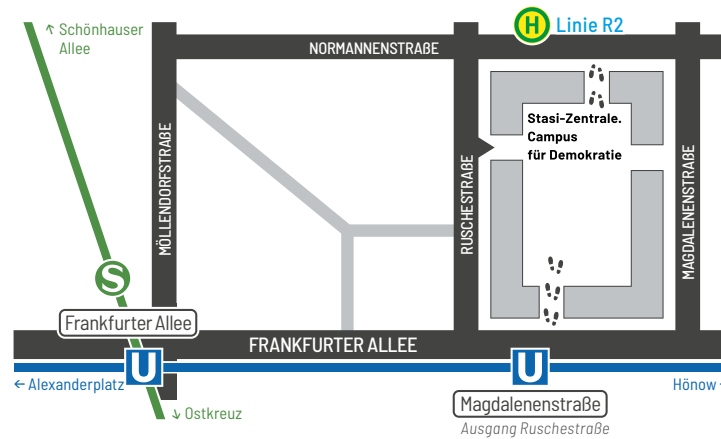 ↖ Schönhauser
Allee
H Linie R2
NORMANNENSTRAßE
Stasi-Zentrale.
Campus
für Demokratie
MÖLLENDORFSTRAßE
RUSCHESTRAßE
MAGDALENENSTRAßE
S
Frankfurter Allee
FRANKFURTER ALLEE
U
U
← Alexanderplatz
Hönow
↘ Ostkreuz
Magdalenenstraße
Ausgang Ruschestraße